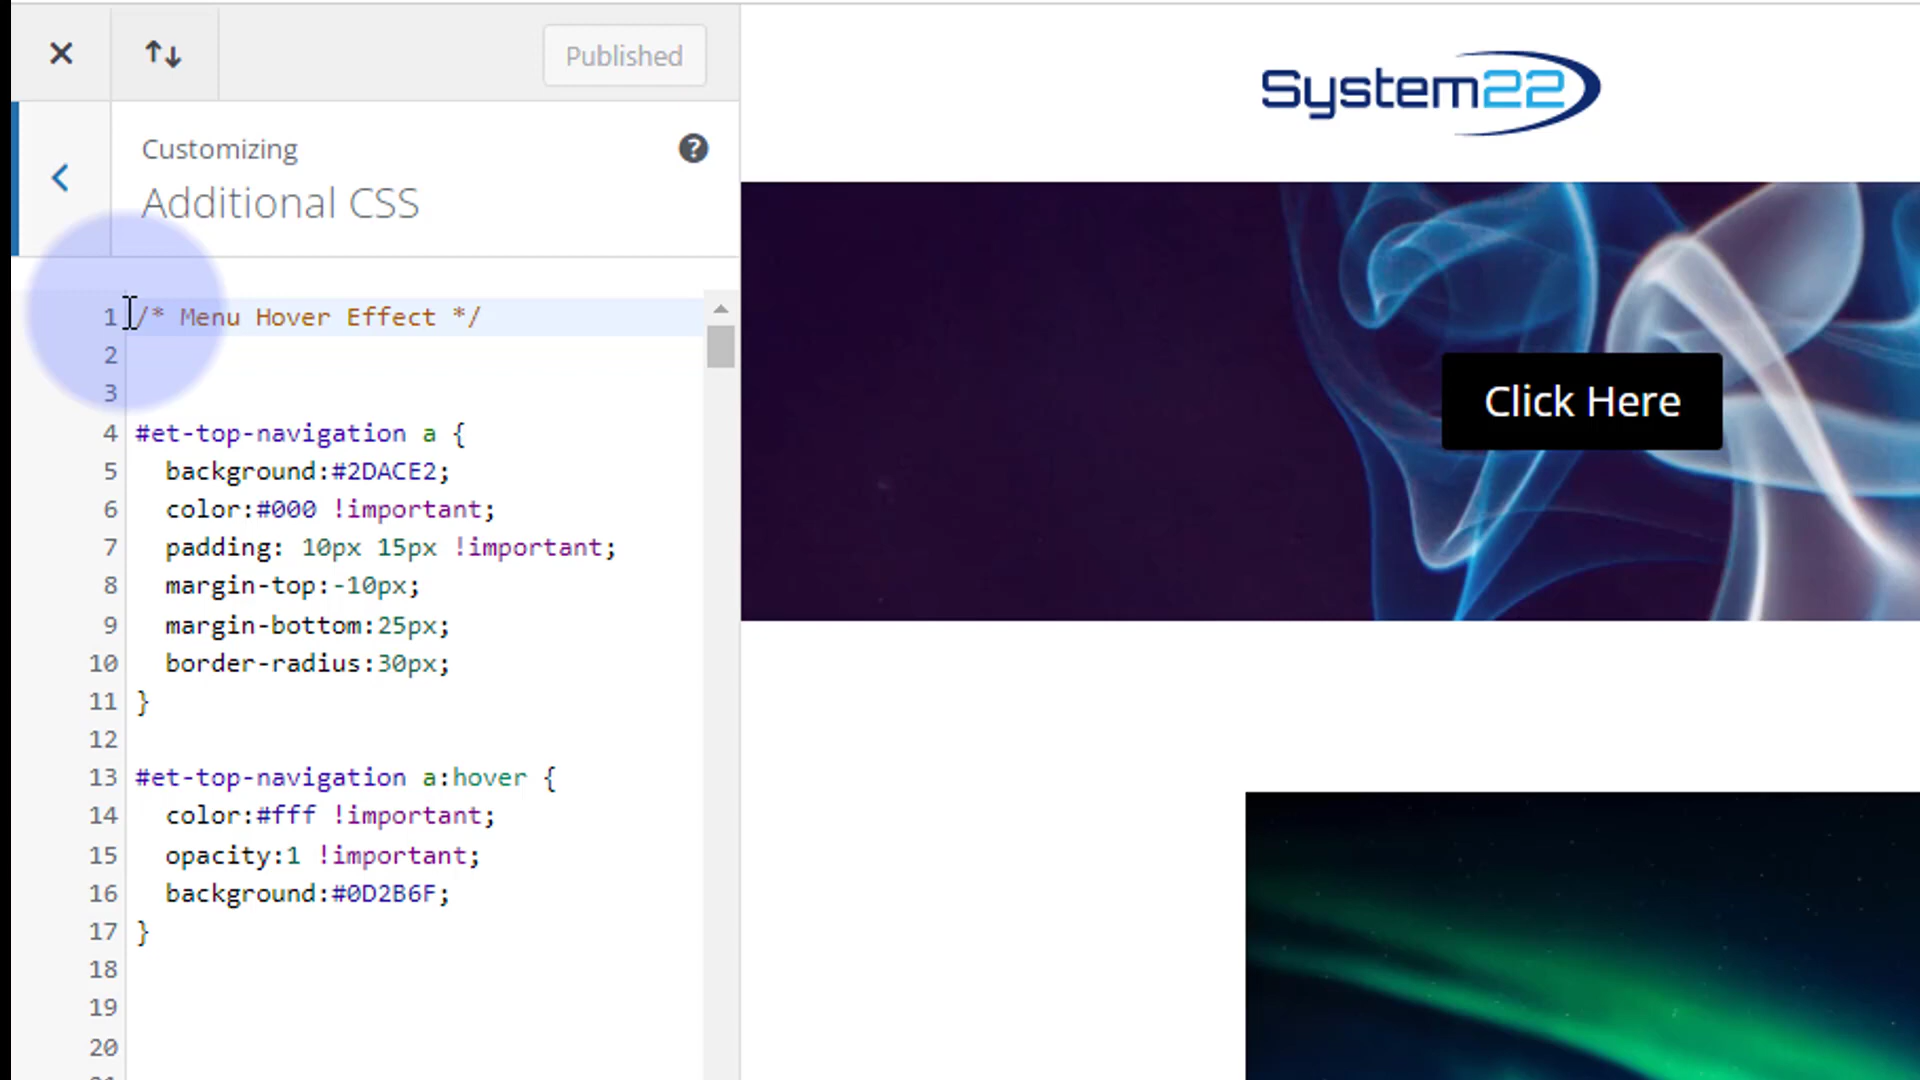 Published
System22
Customizing
Additional CSS
Click Here
1 /* Menu Hover Effect */
2
3
4 #et-top-navigation a {
5 background:#2DACE2;
6 color:#000 !important;
7 padding: 10px 15px !important;
8 margin-top:-10px;
9 margin-bottom:25px;
10 border-radius:30px;
11 }
12
13 #et-top-navigation a:hover {
14 color:#fff !important;
15 opacity:1 !important;
16 background:#0D2B6F;
17 }
18
19
20